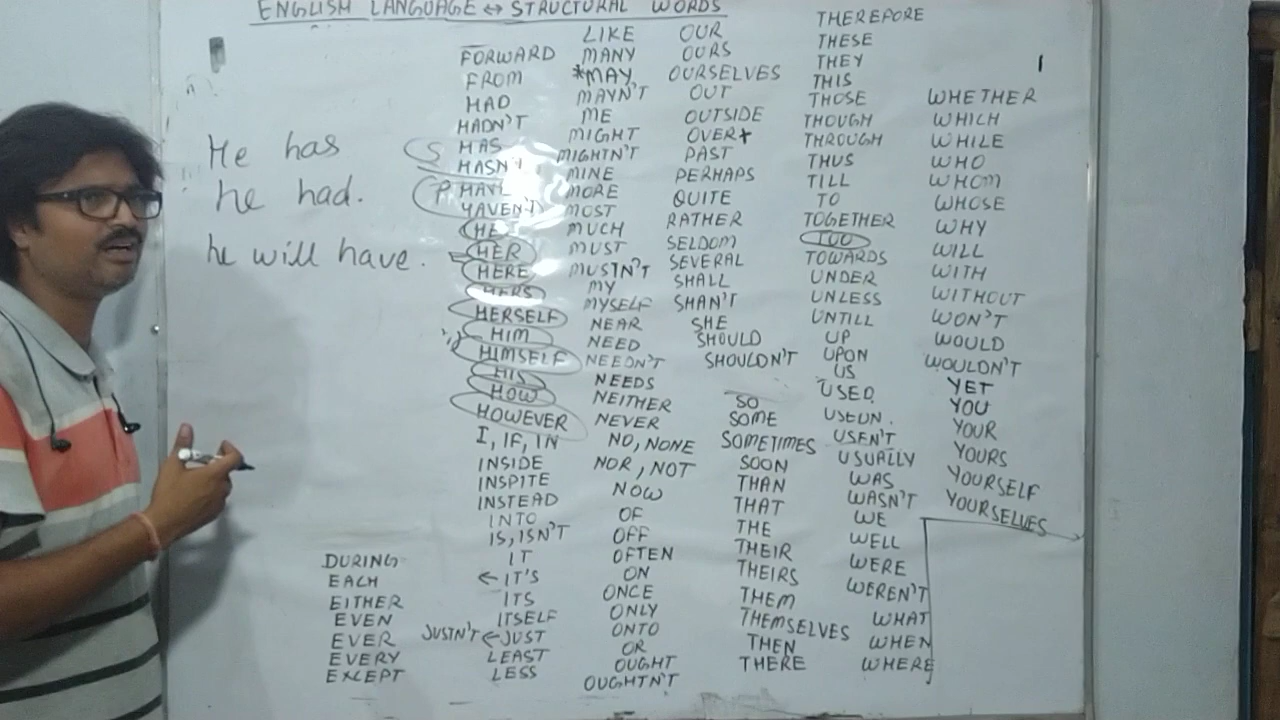 ENGLISH LANGUAGE ↔ STRUCTURAL WORDS
He has
he had.
he will have.
DURING
EACH
EITHER
EVEN
EVER
EVERY
EXCEPT
FORWARD
FROM
HAD
HADN'T
S HAS
HASN'T
P HAVE
HAVEN'T
HE
HER
HERE
HERS
HERSELF
HIM
HIMSELF
HIS
HOW
HOWEVER
I, IF, IN
INSIDE
INSPITE
INSTEAD
INTO
IS, ISN'T
IT
← IT'S
ITS
ITSELF
JUSTN'T ← JUST
LEAST
LESS
LIKE
MANY
*MAY
MAYN'T
ME
MIGHT
MIGHTN'T
MINE
MORE
MOST
MUCH
MUST
MUSTN'T
MY
MYSELF
NEAR
NEED
NEEDN'T
NEEDS
NEITHER
NEVER
NO, NONE
NOR, NOT
NOW
OF
OFF
OFTEN
ON
ONCE
ONLY
ONTO
OR
OUGHT
OUGHTN'T
OUR
OURS
OURSELVES
OUT
OUTSIDE
OVER
PAST
PERHAPS
QUITE
RATHER
SELDOM
SEVERAL
SHALL
SHAN'T
SHE
SHOULD
SHOULDN'T
SO
SOME
SOMETIMES
SOON
THAN
THAT
THE
THEIR
THEIRS
THEM
THEMSELVES
THEN
THERE
THEREFORE
THESE
THEY
THIS
THOSE
THOUGH
THROUGH
THUS
TILL
TO
TOGETHER
TOO
TOWARDS
UNDER
UNLESS
UNTILL
UP
UPON
US
USED
USEN'T
USUALLY
WAS
WASN'T
WE
WELL
WERE
WEREN'T
WHAT
WHEN
WHERE
WHETHER
WHICH
WHILE
WHO
WHOM
WHOSE
WHY
WILL
WITH
WITHOUT
WON'T
WOULD
WOULDN'T
YET
YOU
YOUR
YOURS
YOURSELF
YOURSELVES